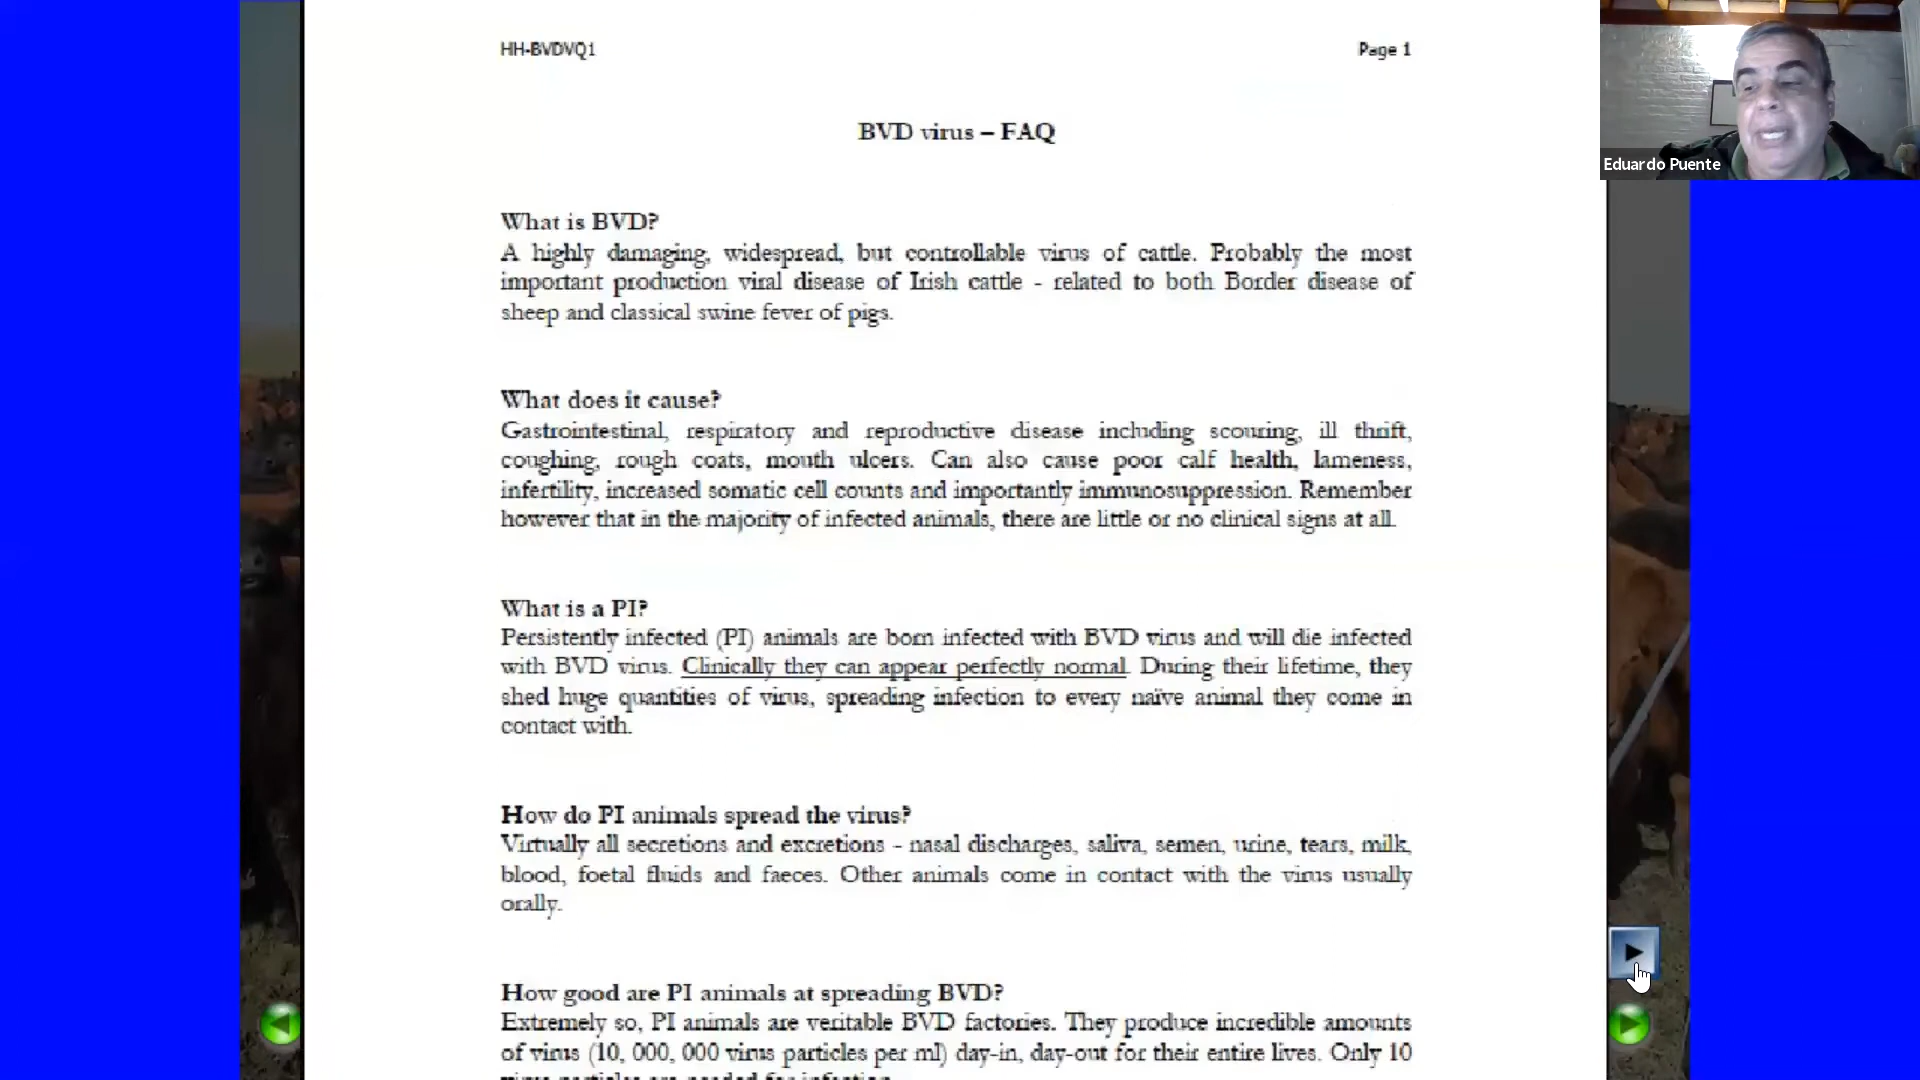 HH-BVDVQ1
Page 1
BVD virus – FAQ
Eduardo Puente
What is BVD?
A highly damaging, widespread, but controllable virus of cattle. Probably the most
important production viral disease of Irish cattle - related to both Border disease of
sheep and classical swine fever of pigs.
What does it cause?
Gastrointestinal, respiratory and reproductive disease including scouring, ill thrift,
coughing, rough coats, mouth ulcers. Can also cause poor calf health, lameness,
infertility, increased somatic cell counts and importantly immunosuppression. Remember
however that in the majority of infected animals, there are little or no clinical signs at all.
What is a PI?
Persistently infected (PI) animals are born infected with BVD virus and will die infected
with BVD virus. Clinically they can appear perfectly normal. During their lifetime, they
shed huge quantities of virus, spreading infection to every naïve animal they come in
contact with.
How do PI animals spread the virus?
Virtually all secretions and excretions - nasal discharges, saliva, semen, urine, tears, milk,
blood, foetal fluids and faeces. Other animals come in contact with the virus usually
orally.
How good are PI animals at spreading BVD?
Extremely so, PI animals are veritable BVD factories. They produce incredible amounts
of virus (10, 000, 000 virus particles per ml) day-in, day-out for their entire lives. Only 10
virus particles are needed for infection.